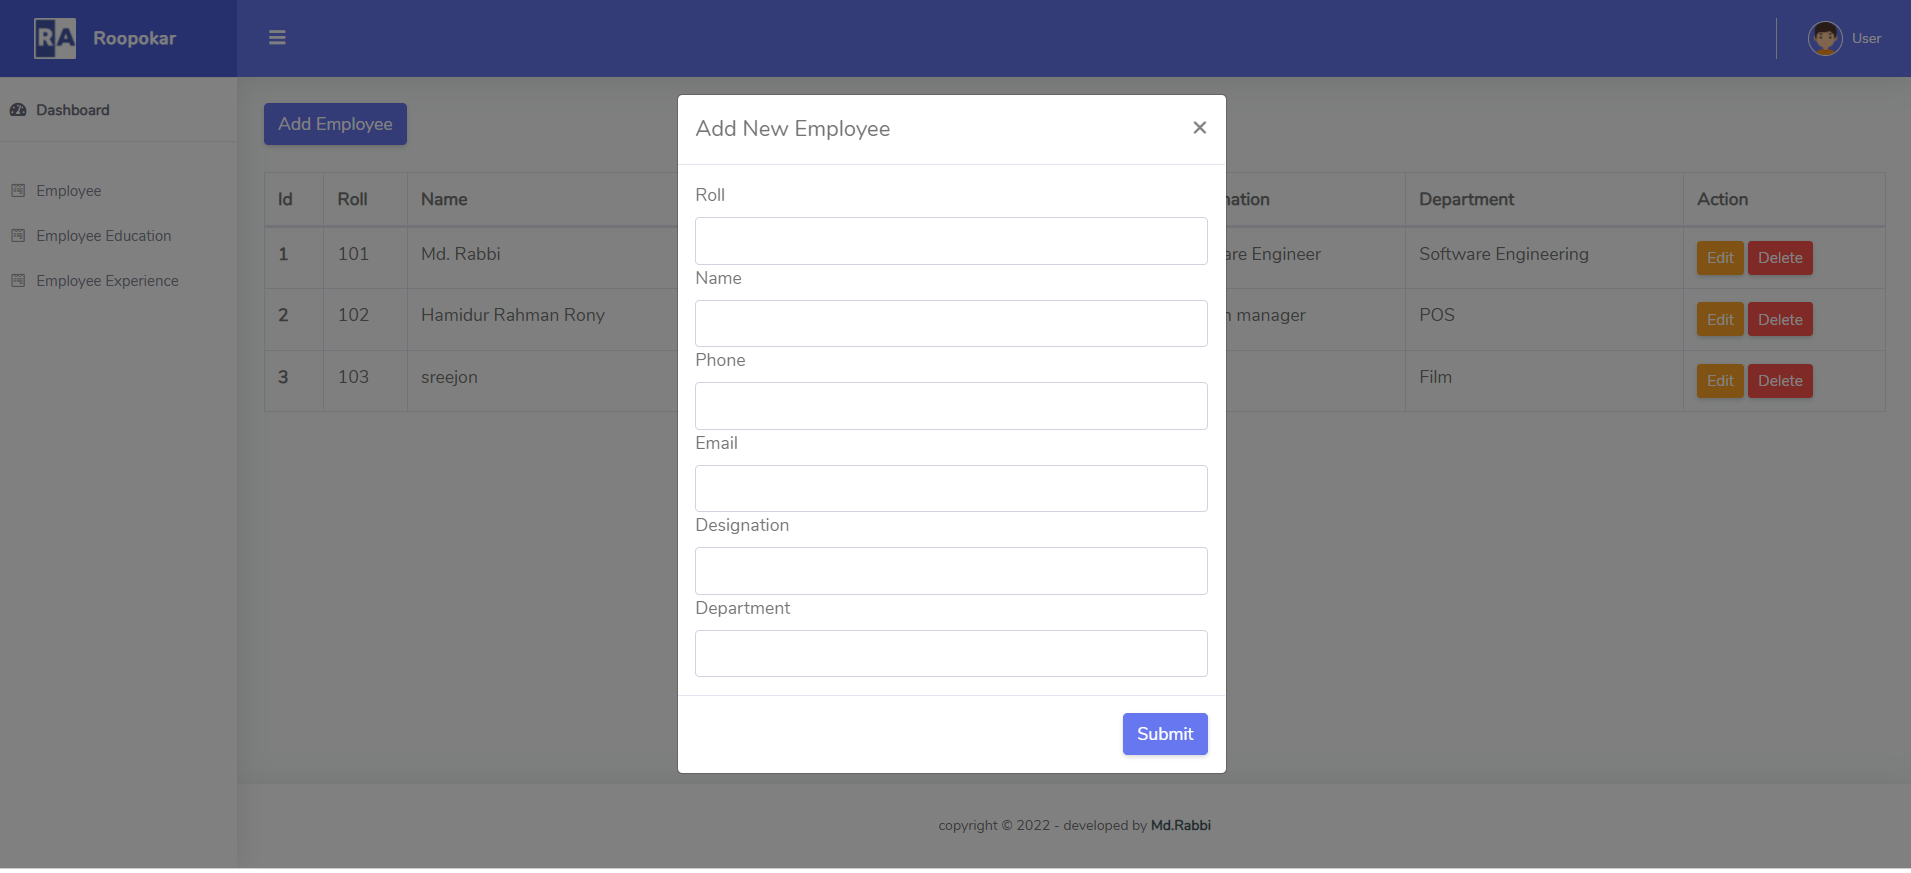 RA Roopokar
User
Dashboard
Employee
Employee Education
Employee Experience
Add Employee
Id Roll Name nation Department Action
1 101 Md. Rabbi are Engineer Software Engineering Edit Delete
2 102 Hamidur Rahman Rony manager POS Edit Delete
3 103 sreejon Film Edit Delete
Add New Employee ×
Roll
Name
Phone
Email
Designation
Department
Submit
copyright © 2022 - developed by Md.Rabbi